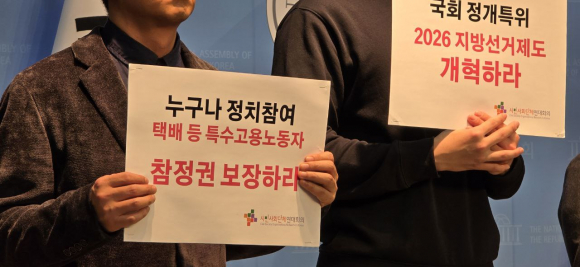 누구나 정치참여
택배 등 특수고용노동자
참정권 보장하라
국회 정개특위
2026 지방선거제도
개혁하라